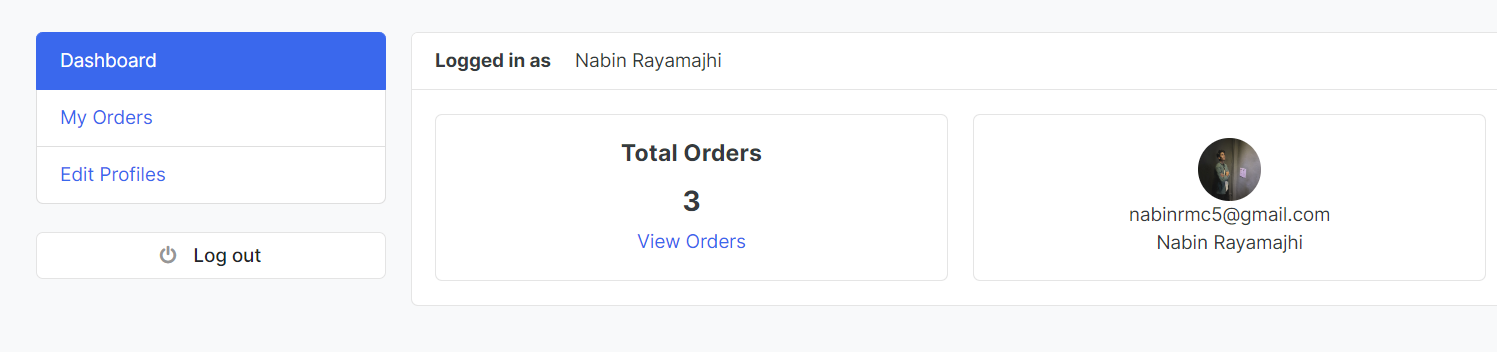 Dashboard
My Orders
Edit Profiles
Log out
Logged in as Nabin Rayamajhi
Total Orders
3
View Orders
nabinrmc5@gmail.com
Nabin Rayamajhi